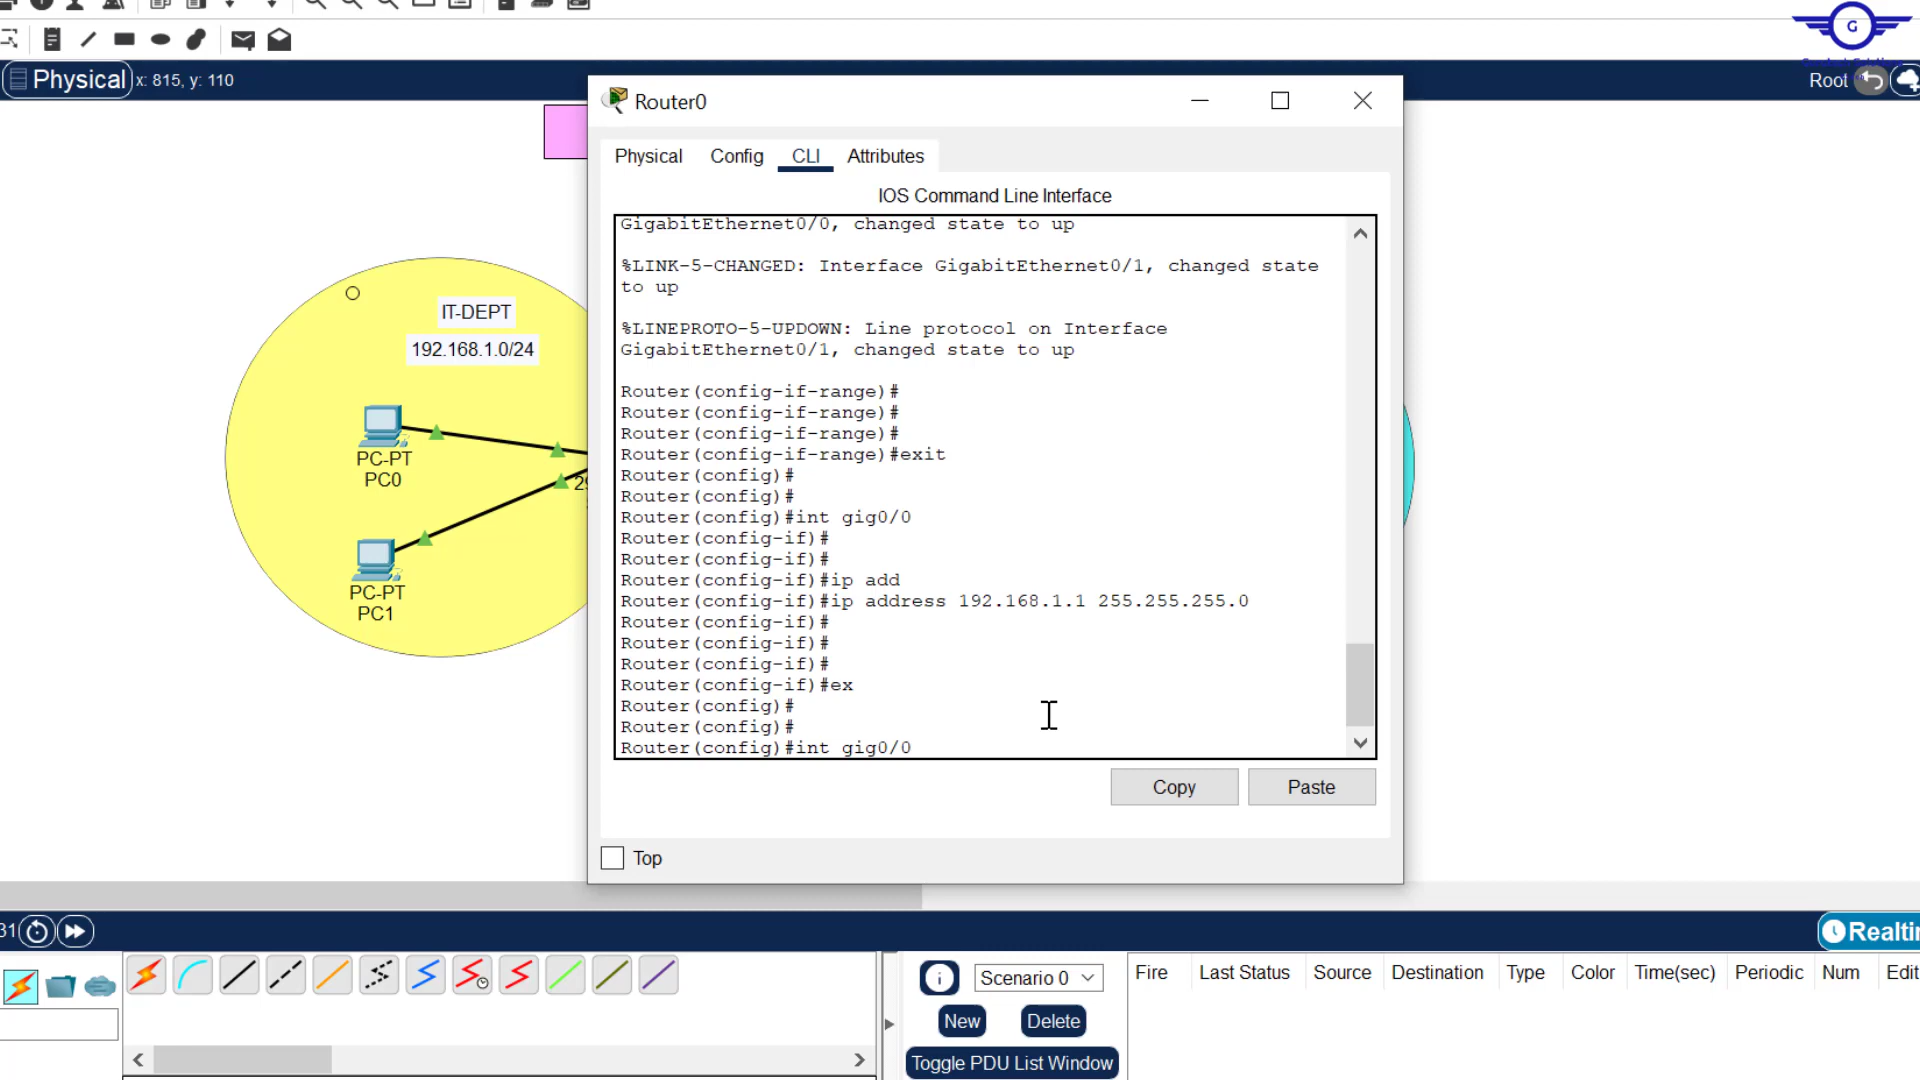 Physical x: 815, y: 110
G
Root
Router0
Physical Config CLI Attributes
IOS Command Line Interface
GigabitEthernet0/0, changed state to up
%LINK-5-CHANGED: Interface GigabitEthernet0/1, changed state
to up
%LINEPROTO-5-UPDOWN: Line protocol on Interface
GigabitEthernet0/1, changed state to up
Router(config-if-range)#
Router(config-if-range)#
Router(config-if-range)#
Router(config-if-range)#exit
Router(config)#
Router(config)#
Router(config)#int gig0/0
Router(config-if)#
Router(config-if)#
Router(config-if)#ip add
Router(config-if)#ip address 192.168.1.1 255.255.255.0
Router(config-if)#
Router(config-if)#
Router(config-if)#
Router(config-if)#ex
Router(config)#
Router(config)#
Router(config)#int gig0/0
Copy Paste
Top
IT-DEPT
192.168.1.0/24
PC-PT
PC0
PC-PT
PC1
29
31
Realtim
Scenario 0
New Delete
Toggle PDU List Window
Fire Last Status Source Destination Type Color Time(sec) Periodic Num Edit